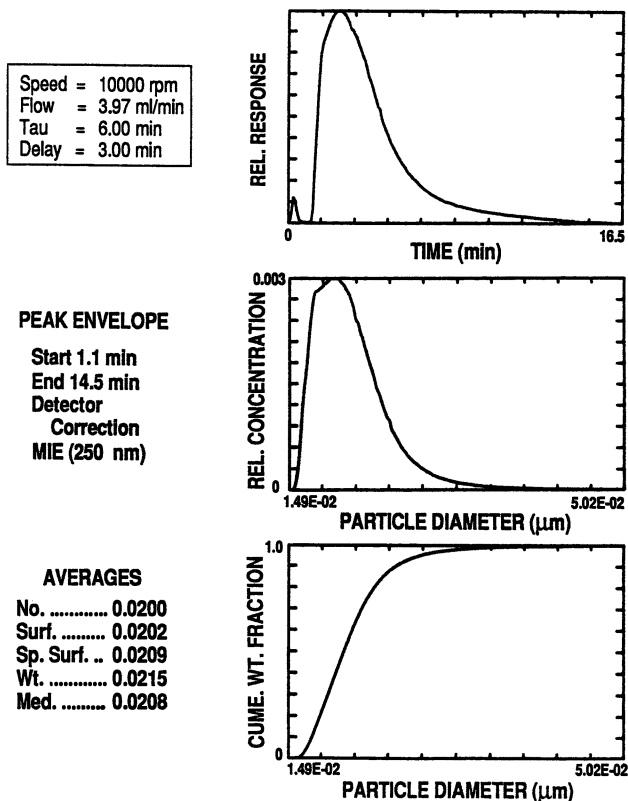 Speed = 10000 rpm
Flow = 3.97 ml/min
Tau = 6.00 min
Delay = 3.00 min
REL. RESPONSE
0
16.5
TIME (min)
PEAK ENVELOPE
Start 1.1 min
End 14.5 min
Detector
Correction
MIE (250 nm)
REL. CONCENTRATION
0.003
0
1.49E-02
5.02E-02
PARTICLE DIAMETER (μm)
AVERAGES
No. ............ 0.0200
Surf. .......... 0.0202
Sp. Surf. .. 0.0209
Wt. ............ 0.0215
Med. ......... 0.0208
CUME. WT. FRACTION
1.0
0
1.49E-02
5.02E-02
PARTICLE DIAMETER (μm)